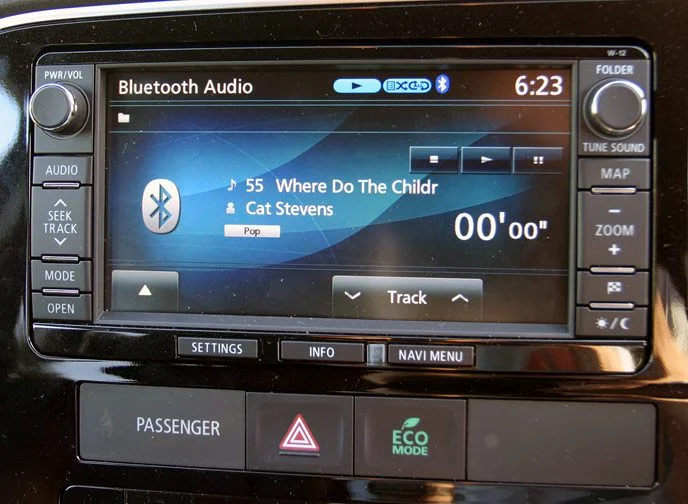 W-12
PWR/VOL
FOLDER
Bluetooth Audio
6:23
TUNE SOUND
AUDIO
MAP
55 Where Do The Childr
Cat Stevens
Pop
00'00"
SEEK
TRACK
ZOOM
MODE
Track
OPEN
SETTINGS
INFO
NAVI MENU
PASSENGER
ECO
MODE